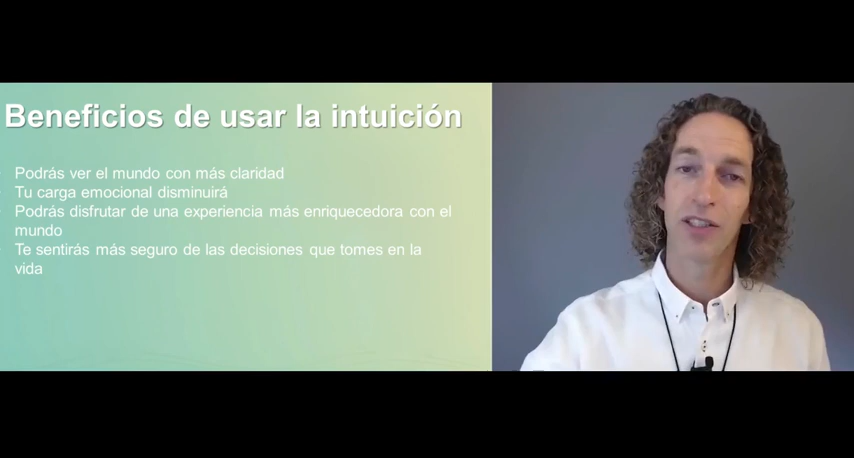 Beneficios de usar la intuición
Podrás ver el mundo con más claridad
Tu carga emocional disminuirá
Podrás disfrutar de una experiencia más enriquecedora con el
mundo
Te sentirás más seguro de las decisiones que tomes en la
vida